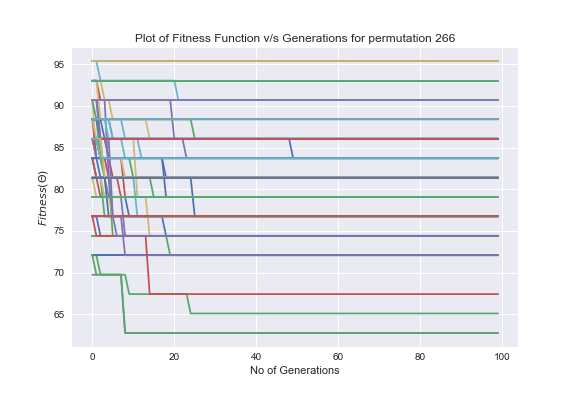 Plot of Fitness Function v/s Generations for permutation 266
95
90
85
80
75
70
65
Fitness(Θ)
0 20 40 60 80 100
No of Generations